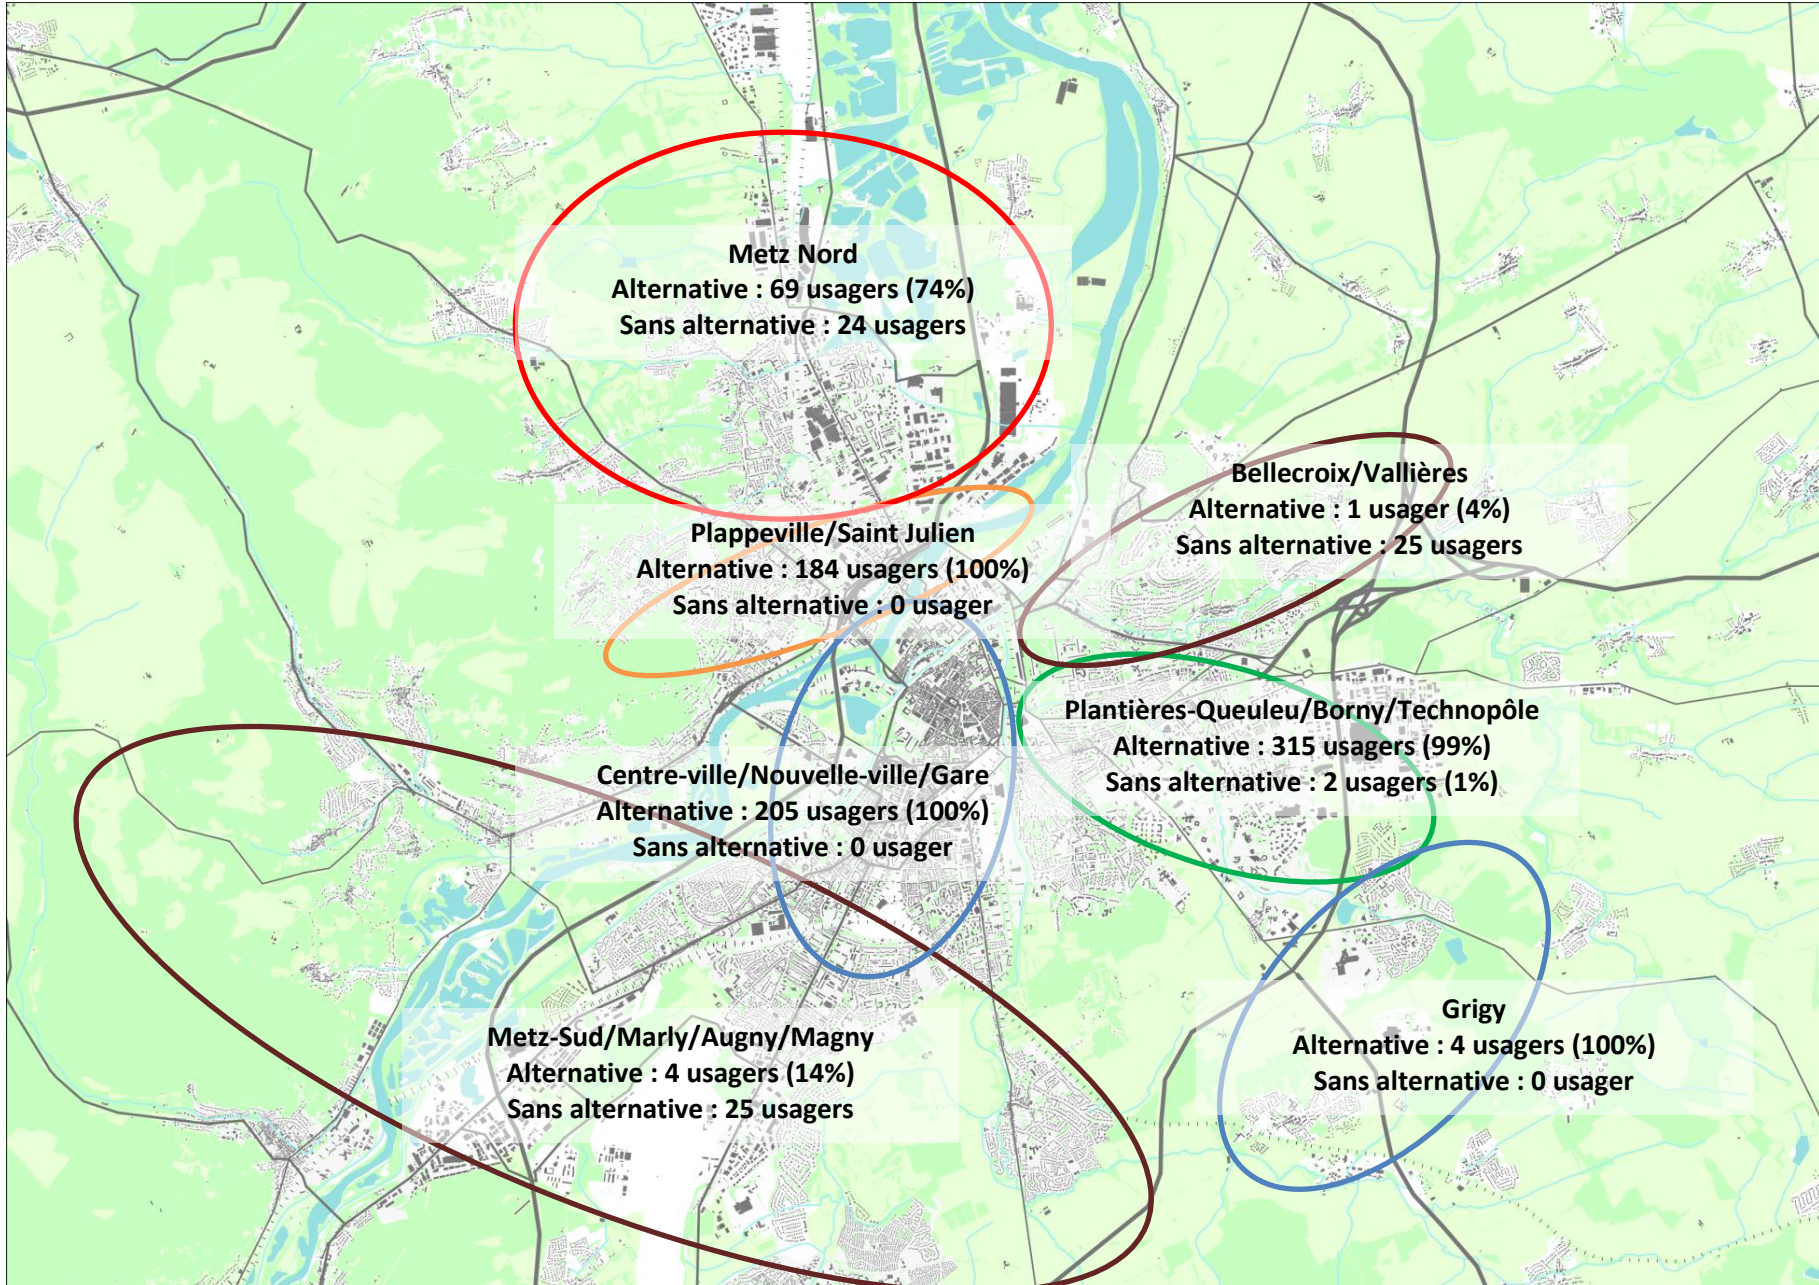 Metz Nord
Alternative : 69 usagers (74%)
Sans alternative : 24 usagers
Bellecroix/Vallières
Alternative : 1 usager (4%)
Sans alternative : 25 usagers
Plappeville/Saint Julien
Alternative : 184 usagers (100%)
Sans alternative : 0 usager
Plantières-Queuleu/Borny/Technopôle
Alternative : 315 usagers (99%)
Sans alternative : 2 usagers (1%)
Centre-ville/Nouvelle-ville/Gare
Alternative : 205 usagers (100%)
Sans alternative : 0 usager
Grigy
Alternative : 4 usagers (100%)
Sans alternative : 0 usager
Metz-Sud/Marly/Augny/Magny
Alternative : 4 usagers (14%)
Sans alternative : 25 usagers